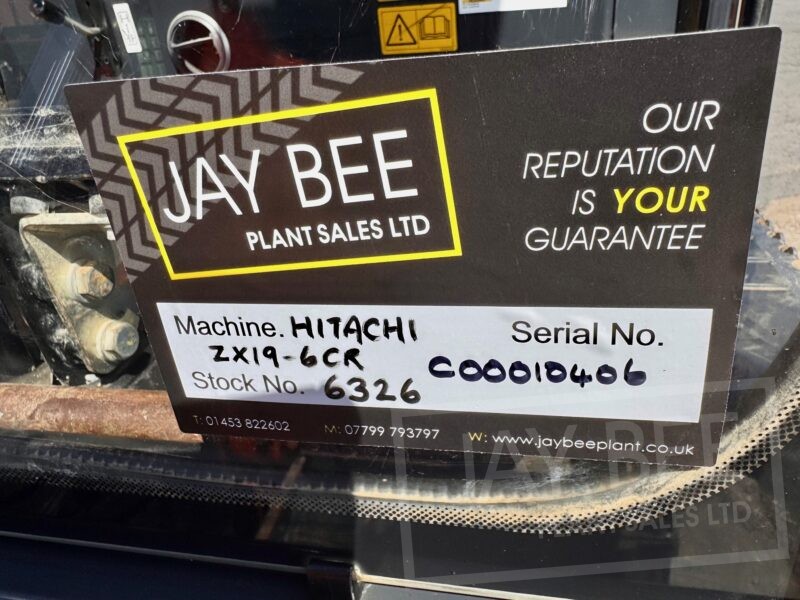 JAY BEE
PLANT SALES LTD
OUR
REPUTATION
IS YOUR
GUARANTEE
Machine. HITACHI
ZX19-6CR
Stock No. 6326
Serial No.
C00010406
T: 01453 822602 M: 07799 793797 W: www.jaybeeplant.co.uk
JAY BEE
PLANT SALES LTD